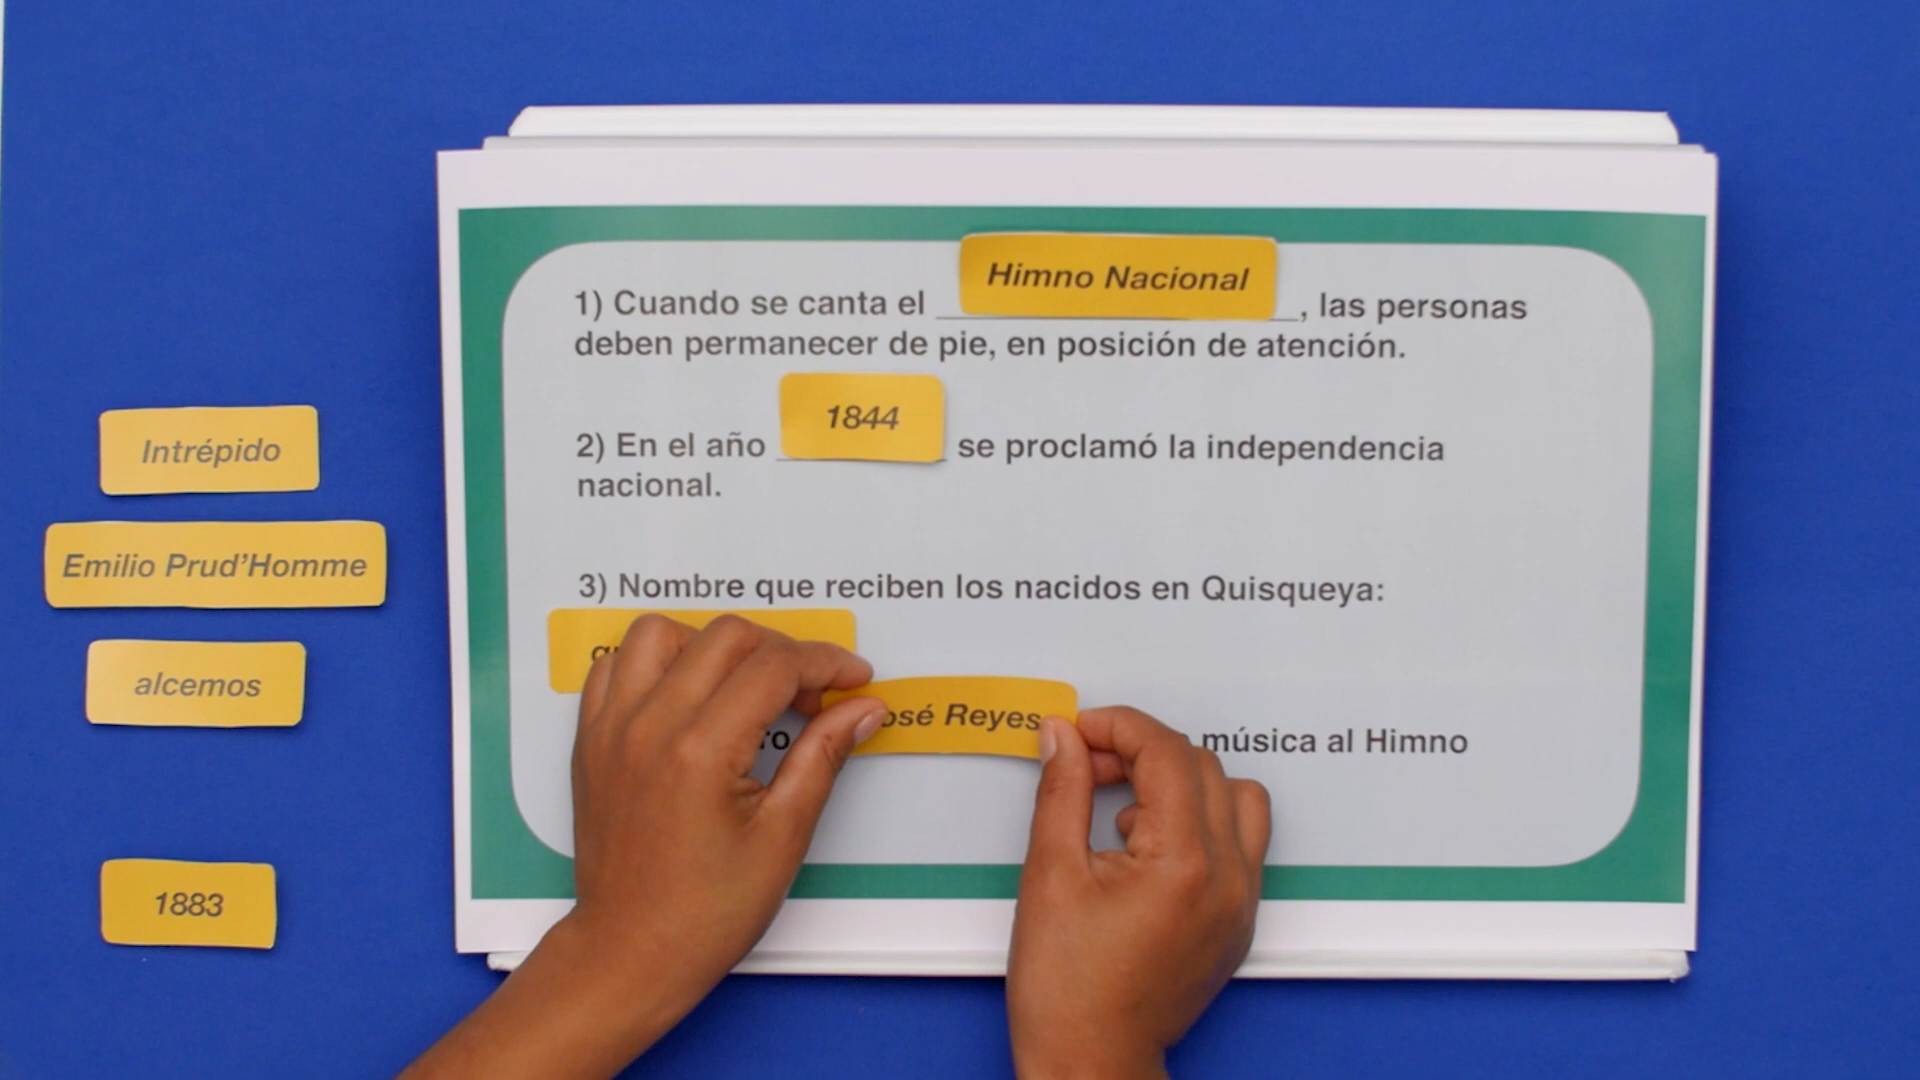 Himno Nacional
1) Cuando se canta el ____, las personas
deben permanecer de pie, en posición de atención.
1844
2) En el año ____ se proclamó la independencia
nacional.
3) Nombre que reciben los nacidos en Quisqueya:
osé Reyes
música al Himno
Intrépido
Emilio Prud'Homme
alcemos
1883